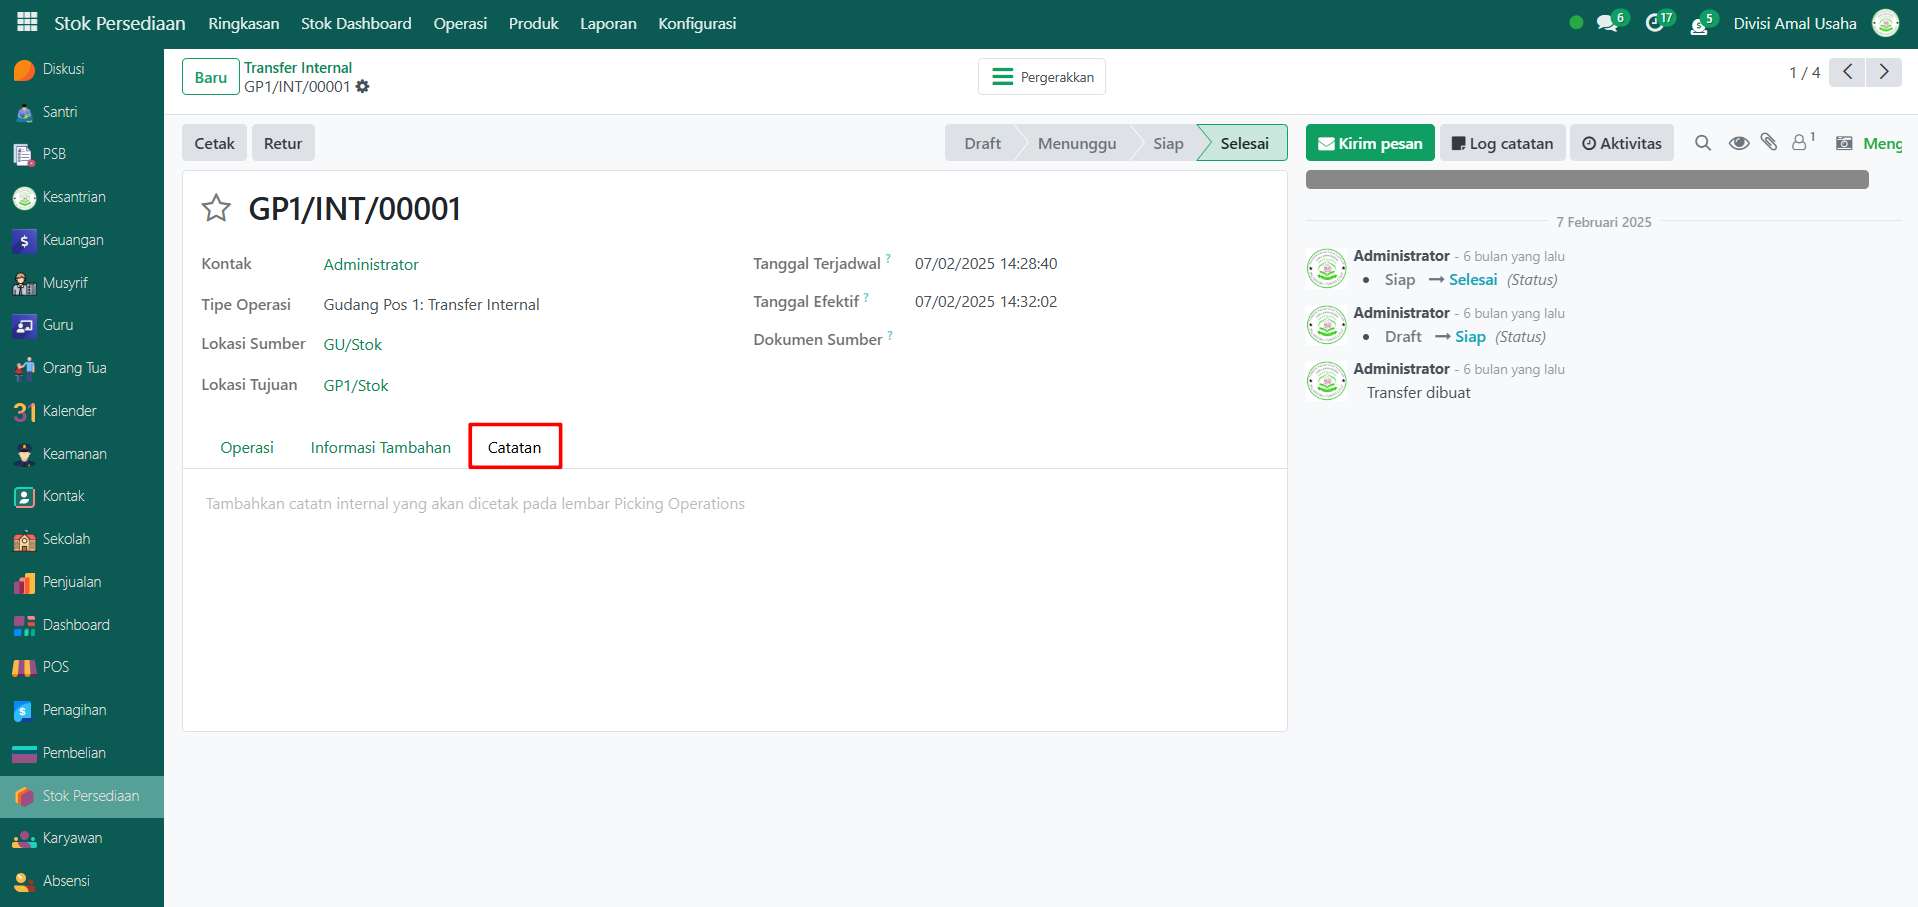 Stok Persediaan Ringkasan Stok Dashboard Operasi Produk Laporan Konfigurasi 6 17 5 Divisi Amal Usaha
Diskusi
Santri
PSB
Kesantrian
Keuangan
Musyrif
Guru
Orang Tua
31 Kalender
Keamanan
Kontak
Sekolah
Penjualan
Dashboard
POS
Penagihan
Pembelian
Stok Persediaan
Karyawan
Absensi
Baru
Transfer Internal
GP1/INT/00001
Pergerakkan
1 / 4
Cetak Retur
Draft Menunggu Siap Selesai
Kirim pesan Log catatan Aktivitas 1 Meng
GP1/INT/00001
Kontak Administrator
Tipe Operasi Gudang Pos 1: Transfer Internal
Lokasi Sumber GU/Stok
Lokasi Tujuan GP1/Stok
Tanggal Terjadwal ? 07/02/2025 14:28:40
Tanggal Efektif ? 07/02/2025 14:32:02
Dokumen Sumber ?
Operasi Informasi Tambahan Catatan
Tambahkan catatn internal yang akan dicetak pada lembar Picking Operations
7 Februari 2025
Administrator - 6 bulan yang lalu
• Siap → Selesai (Status)
Administrator - 6 bulan yang lalu
• Draft → Siap (Status)
Administrator - 6 bulan yang lalu
Transfer dibuat